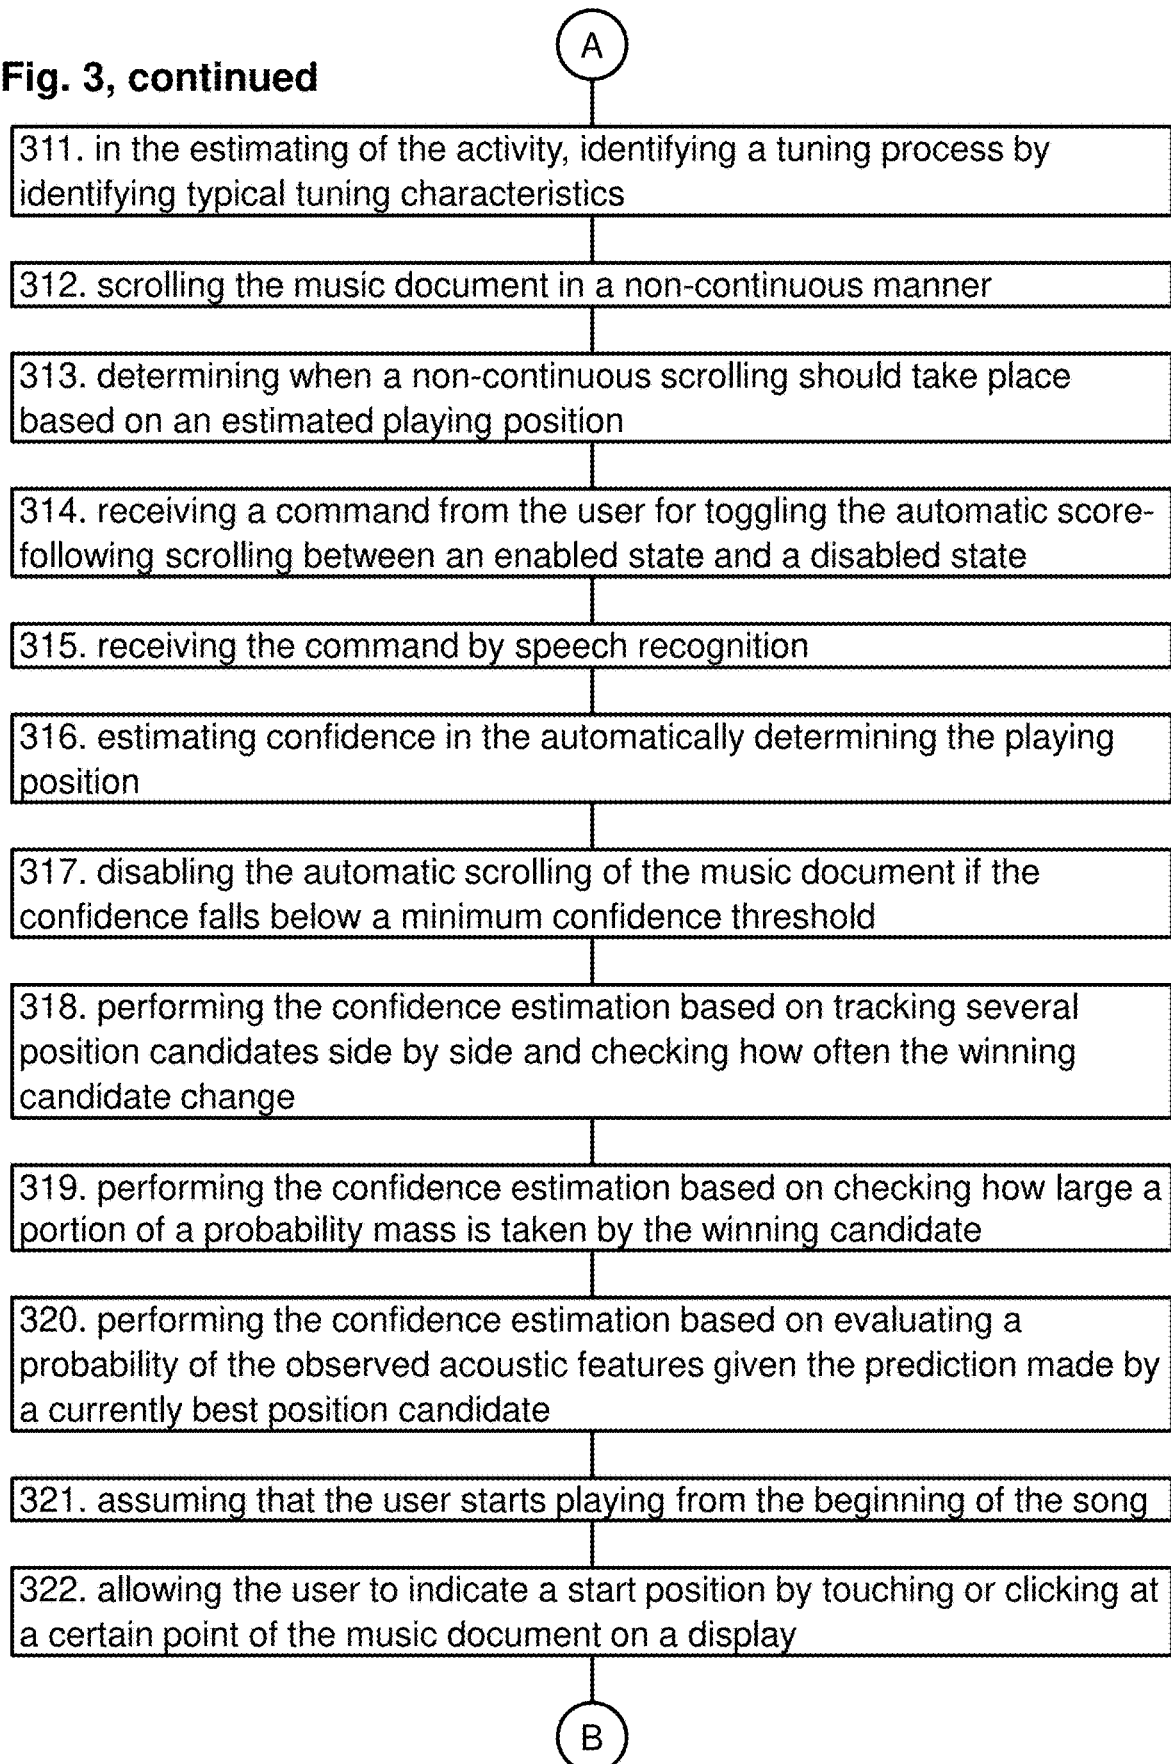 A
Fig. 3, continued
311. in the estimating of the activity, identifying a tuning process by
identifying typical tuning characteristics
312. scrolling the music document in a non-continuous manner
313. determining when a non-continuous scrolling should take place
based on an estimated playing position
314. receiving a command from the user for toggling the automatic score-
following scrolling between an enabled state and a disabled state
315. receiving the command by speech recognition
316. estimating confidence in the automatically determining the playing
position
317. disabling the automatic scrolling of the music document if the
confidence falls below a minimum confidence threshold
318. performing the confidence estimation based on tracking several
position candidates side by side and checking how often the winning
candidate change
319. performing the confidence estimation based on checking how large a
portion of a probability mass is taken by the winning candidate
320. performing the confidence estimation based on evaluating a
probability of the observed acoustic features given the prediction made by
a currently best position candidate
321. assuming that the user starts playing from the beginning of the song
322. allowing the user to indicate a start position by touching or clicking at
a certain point of the music document on a display
B